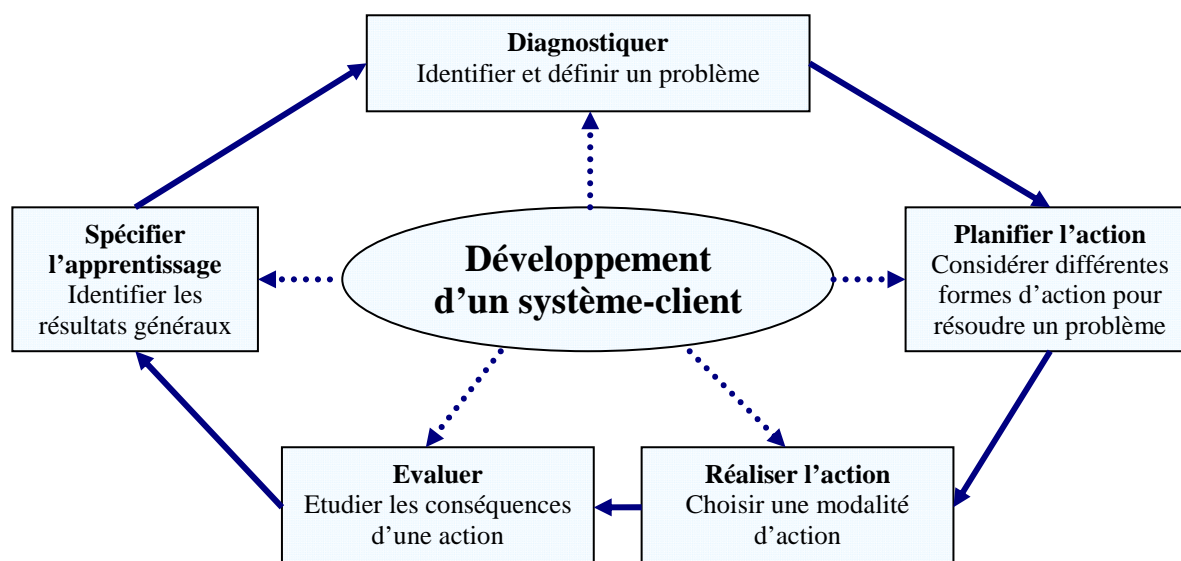 Diagnostiquer
Identifier et définir un problème
Spécifier
l’apprentissage
Identifier les
résultats généraux
Développement
d’un système-client
Planifier l’action
Considérer différentes
formes d’action pour
résoudre un problème
Evaluer
Etudier les conséquences
d’une action
Réaliser l’action
Choisir une modalité
d’action